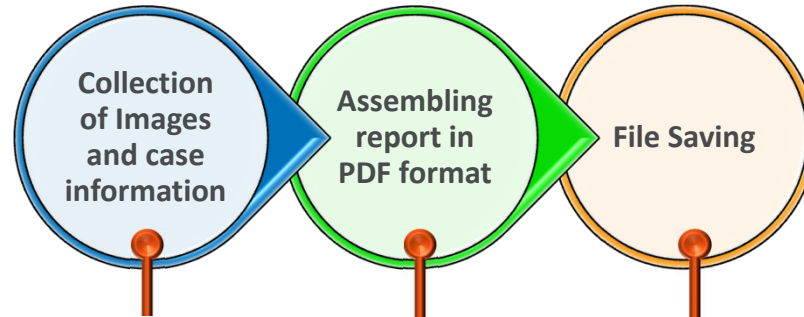 Collection
of Images
and case
information
Assembling
report in
PDF format
File Saving